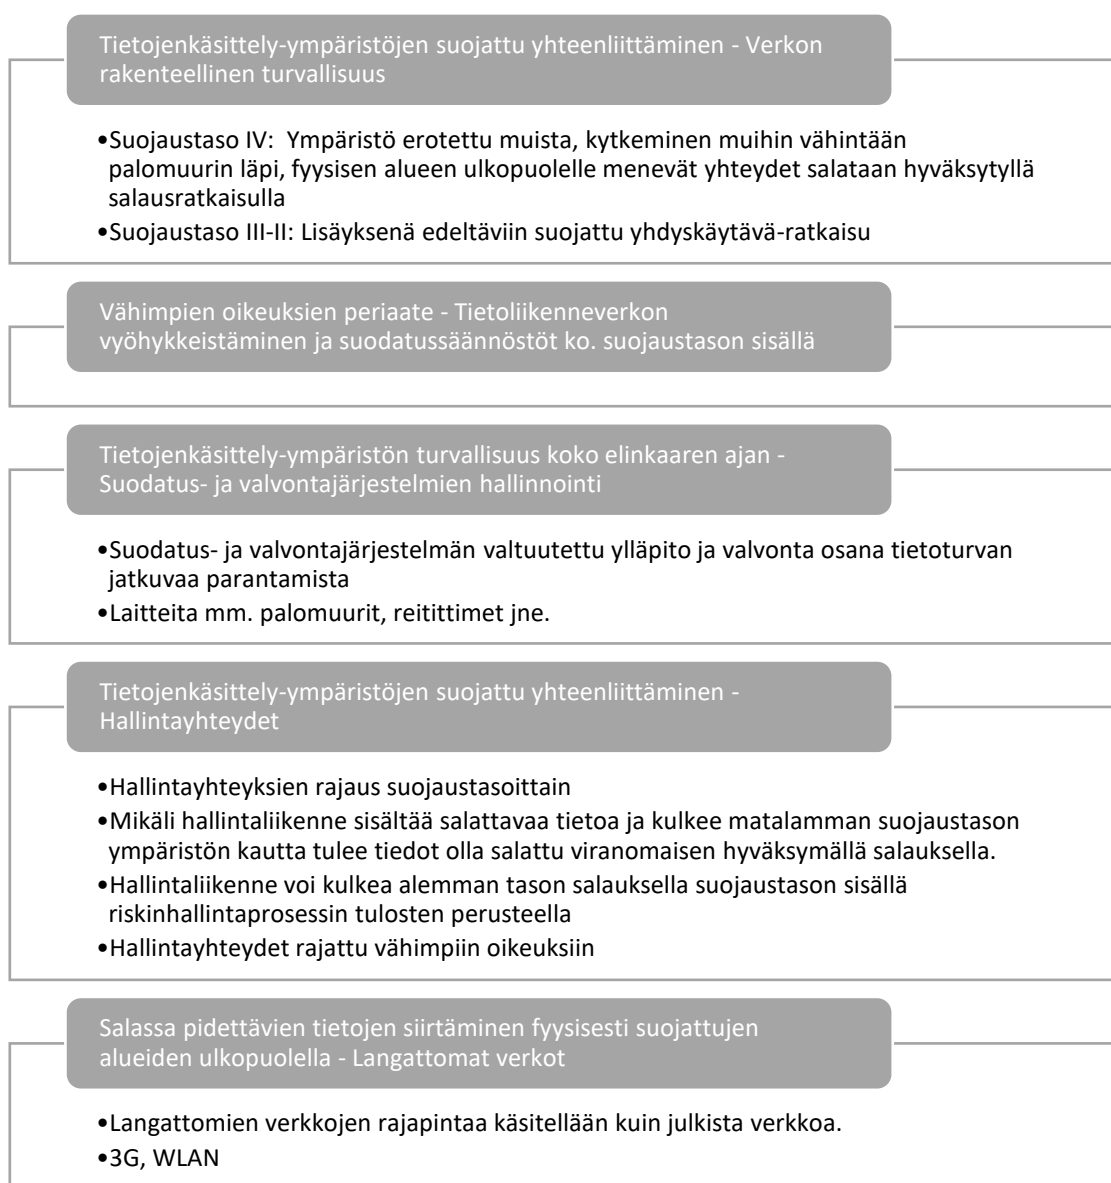 Tietojenkäsittely-ympäristöjen suojattu yhteenliittäminen - Verkon
rakenteellinen turvallisuus
•Suojaustaso IV:  Ympäristö erotettu muista, kytkeminen muihin vähintään
palomuurin läpi, fyysisen alueen ulkopuolelle menevät yhteydet salataan hyväksytyllä
salausratkaisulla
•Suojaustaso III-II: Lisäyksenä edeltäviin suojattu yhdyskäytävä-ratkaisu
Vähimpien oikeuksien periaate - Tietoliikenneverkon
vyöhykkeistäminen ja suodatussäännöstöt ko. suojaustason sisällä
Tietojenkäsittely-ympäristön turvallisuus koko elinkaaren ajan -
Suodatus- ja valvontajärjestelmien hallinnointi
•Suodatus- ja valvontajärjestelmän valtuutettu ylläpito ja valvonta osana tietoturvan
jatkuvaa parantamista
•Laitteita mm. palomuurit, reitittimet jne.
Tietojenkäsittely-ympäristöjen suojattu yhteenliittäminen -
Hallintayhteydet
•Hallintayhteyksien rajaus suojaustasoittain
•Mikäli hallintaliikenne sisältää salattavaa tietoa ja kulkee matalamman suojaustason
ympäristön kautta tulee tiedot olla salattu viranomaisen hyväksymällä salauksella.
•Hallintaliikenne voi kulkea alemman tason salauksella suojaustason sisällä
riskinhallintaprosessin tulosten perusteella
•Hallintayhteydet rajattu vähimpiin oikeuksiin
Salassa pidettävien tietojen siirtäminen fyysisesti suojattujen
alueiden ulkopuolella - Langattomat verkot
•Langattomien verkkojen rajapintaa käsitellään kuin julkista verkkoa.
•3G, WLAN